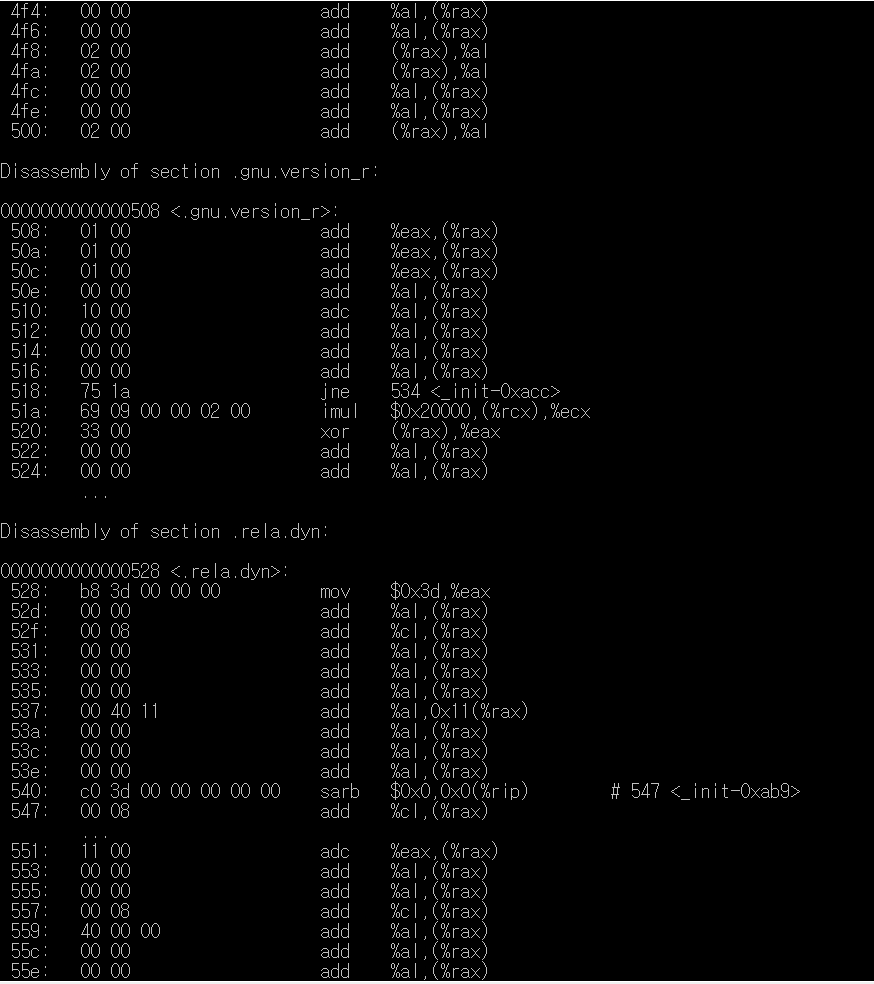 4f4:   00 00                   add    %al,(%rax)
4f6:   00 00                   add    %al,(%rax)
4f8:   02 00                   add    (%rax),%al
4fa:   02 00                   add    (%rax),%al
4fc:   00 00                   add    %al,(%rax)
4fe:   00 00                   add    %al,(%rax)
500:   02 00                   add    (%rax),%al
Disassembly of section .gnu.version_r:
0000000000000508 <.gnu.version_r>:
508:   01 00                   add    %eax,(%rax)
50a:   01 00                   add    %eax,(%rax)
50c:   01 00                   add    %eax,(%rax)
50e:   00 00                   add    %al,(%rax)
510:   10 00                   adc    %al,(%rax)
512:   00 00                   add    %al,(%rax)
514:   00 00                   add    %al,(%rax)
516:   00 00                   add    %al,(%rax)
518:   75 1a                   jne    534 <_init-0xacc>
51a:   69 09 00 00 02 00       imul   $0x20000,(%rcx),%ecx
520:   33 00                   xor    (%rax),%eax
522:   00 00                   add    %al,(%rax)
524:   00 00                   add    %al,(%rax)
...
Disassembly of section .rela.dyn:
0000000000000528 <.rela.dyn>:
528:   b8 3d 00 00 00          mov    $0x3d,%eax
52d:   00 00                   add    %al,(%rax)
52f:   00 08                   add    %cl,(%rax)
531:   00 00                   add    %al,(%rax)
533:   00 00                   add    %al,(%rax)
535:   00 00                   add    %al,(%rax)
537:   00 40 11                add    %al,0x11(%rax)
53a:   00 00                   add    %al,(%rax)
53c:   00 00                   add    %al,(%rax)
53e:   00 00                   add    %al,(%rax)
540:   c0 3d 00 00 00 00 00    sarb   $0x0,0x0(%rip)        # 547 <_init-0xab9>
547:   00 08                   add    %cl,(%rax)
...
551:   11 00                   adc    %eax,(%rax)
553:   00 00                   add    %al,(%rax)
555:   00 00                   add    %al,(%rax)
557:   00 08                   add    %cl,(%rax)
559:   40 00 00                add    %al,(%rax)
55c:   00 00                   add    %al,(%rax)
55e:   00 00                   add    %al,(%rax)